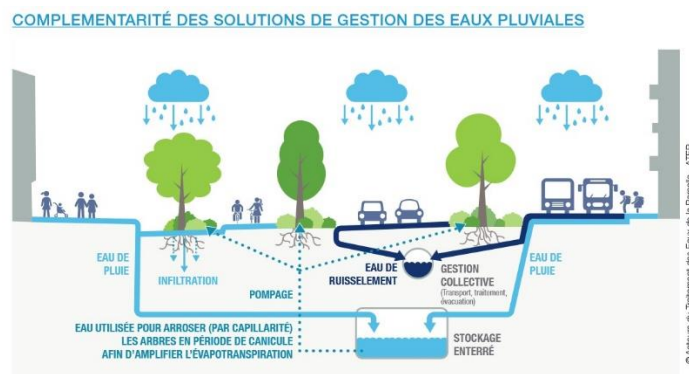 COMPLEMENTARITÉ DES SOLUTIONS DE GESTION DES EAUX PLUVIALES
EAU DE
PLUIE
INFILTRATION
POMPAGE
EAU DE
RUISSELEMENT
GESTION
COLLECTIVE
(Transport, traitement,
évacuation)
EAU DE
PLUIE
EAU UTILISÉE POUR ARROSER (PAR CAPILLARITÉ)
LES ARBRES EN PÉRIODE DE CANICULE
AFIN D'AMPLIFIER L'ÉVAPOTRANSPIRATION
STOCKAGE
ENTERRÉ